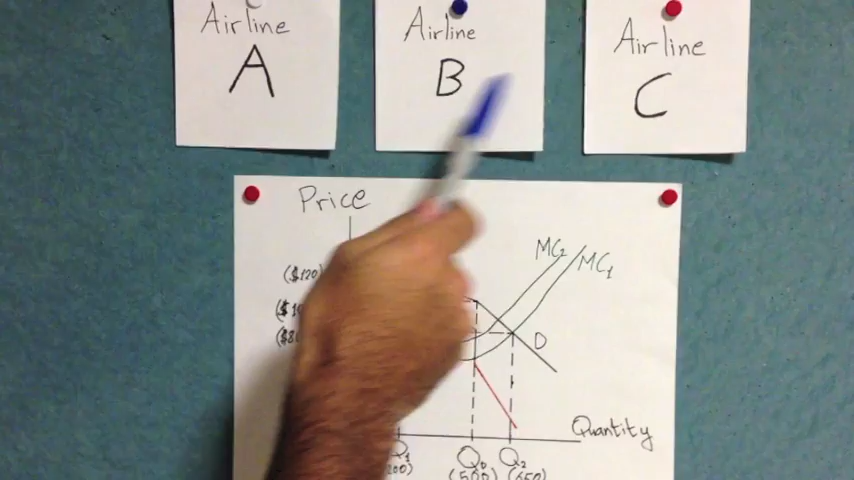 Airline
A
Airline
B
Airline
C
Price
MC₂
MC₁
($120)
D
Quantity
Q₀
Q₂
(500)
(650)